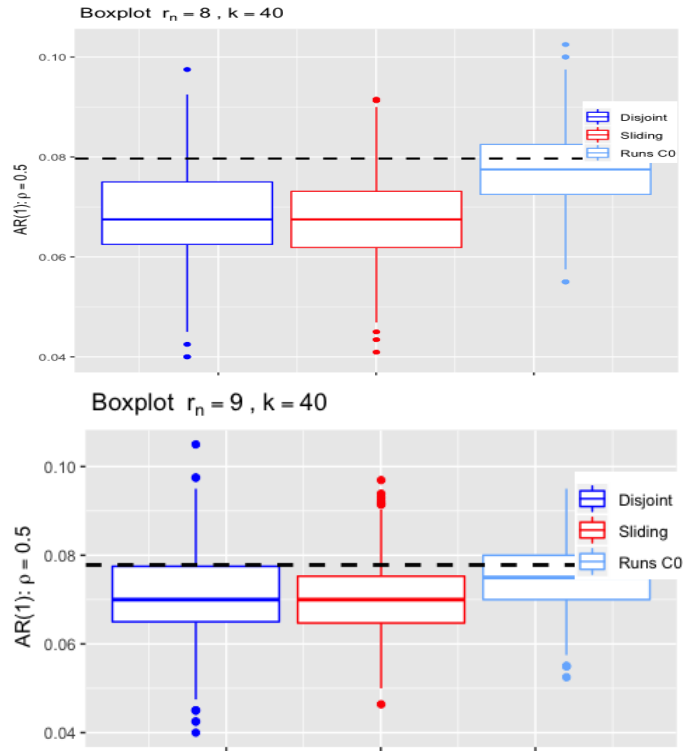 Boxplot r_n = 8 , k = 40
0.10
Disjoint
Sliding
Runs C0
0.08
AR(1): ρ = 0.5
0.06
0.04
Boxplot r_n = 9 , k = 40
0.10
Disjoint
Sliding
Runs C0
0.08
AR(1): ρ = 0.5
0.06
0.04